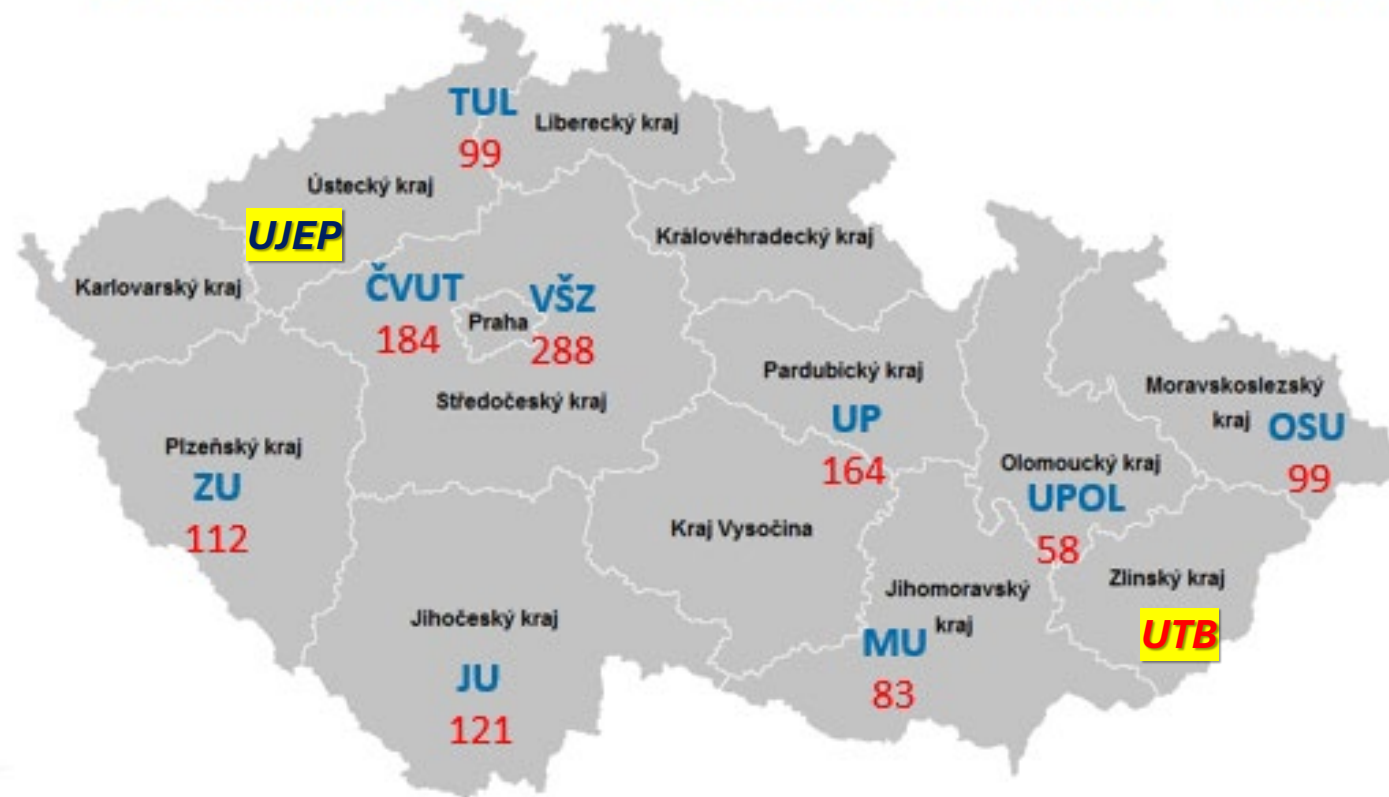 TUL
99
Liberecký kraj
Ústecký kraj
UJEP
Královéhradecký kraj
Karlovarský kraj
ČVUT
184
Praha
VŠZ
288
Středočeský kraj
Pardubický kraj
UP
164
Moravskoslezský
kraj
OSU
99
Plzeňský kraj
ZU
112
Olomoucký kraj
UPOL
58
Kraj Vysočina
Zlínský kraj
UTB
Jihomoravský
kraj
MU
83
Jihočeský kraj
JU
121